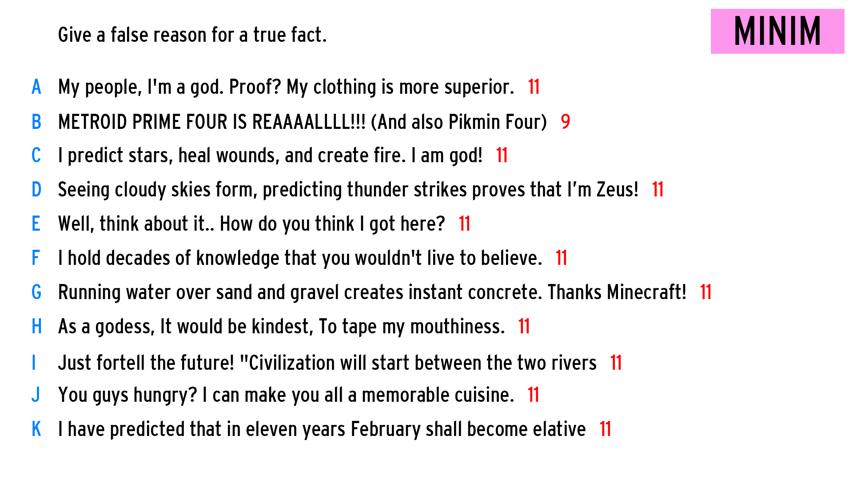 Give a false reason for a true fact.
MINIM
A My people, I'm a god. Proof? My clothing is more superior. 11
B METROID PRIME FOUR IS REAAAALLLL!!! (And also Pikmin Four) 9
C I predict stars, heal wounds, and create fire. I am god! 11
D Seeing cloudy skies form, predicting thunder strikes proves that I’m Zeus! 11
E Well, think about it.. How do you think I got here? 11
F I hold decades of knowledge that you wouldn't live to believe. 11
G Running water over sand and gravel creates instant concrete. Thanks Minecraft! 11
H As a godess, It would be kindest, To tape my mouthiness. 11
I Just fortell the future! "Civilization will start between the two rivers 11
J You guys hungry? I can make you all a memorable cuisine. 11
K I have predicted that in eleven years February shall become elative 11